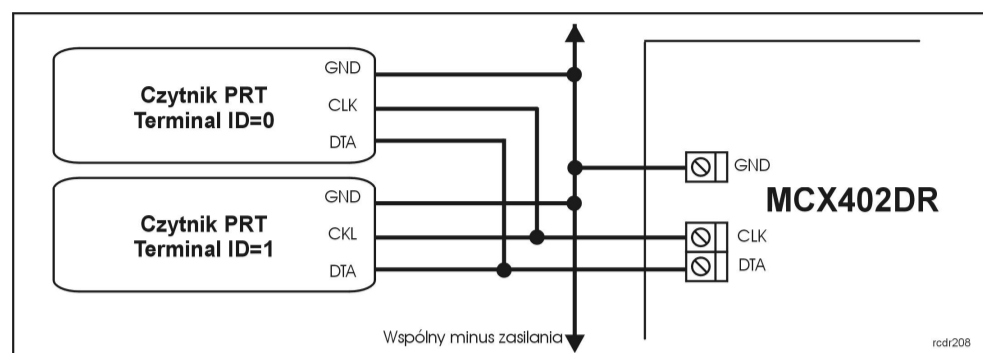 Czytnik PRT
Terminal ID=0
GND
CLK
DTA
Czytnik PRT
Terminal ID=1
GND
CKL
DTA
GND
MCX402DR
CLK
DTA
Wspólny minus zasilania
rcdr208